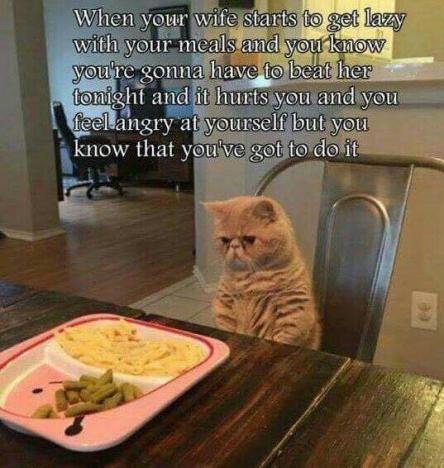 When your wife starts to get lazy
with your meals and you know
you're gonna have to beat her
tonight and it hurts you and you
feel angry at yourself but you
know that you've got to do it